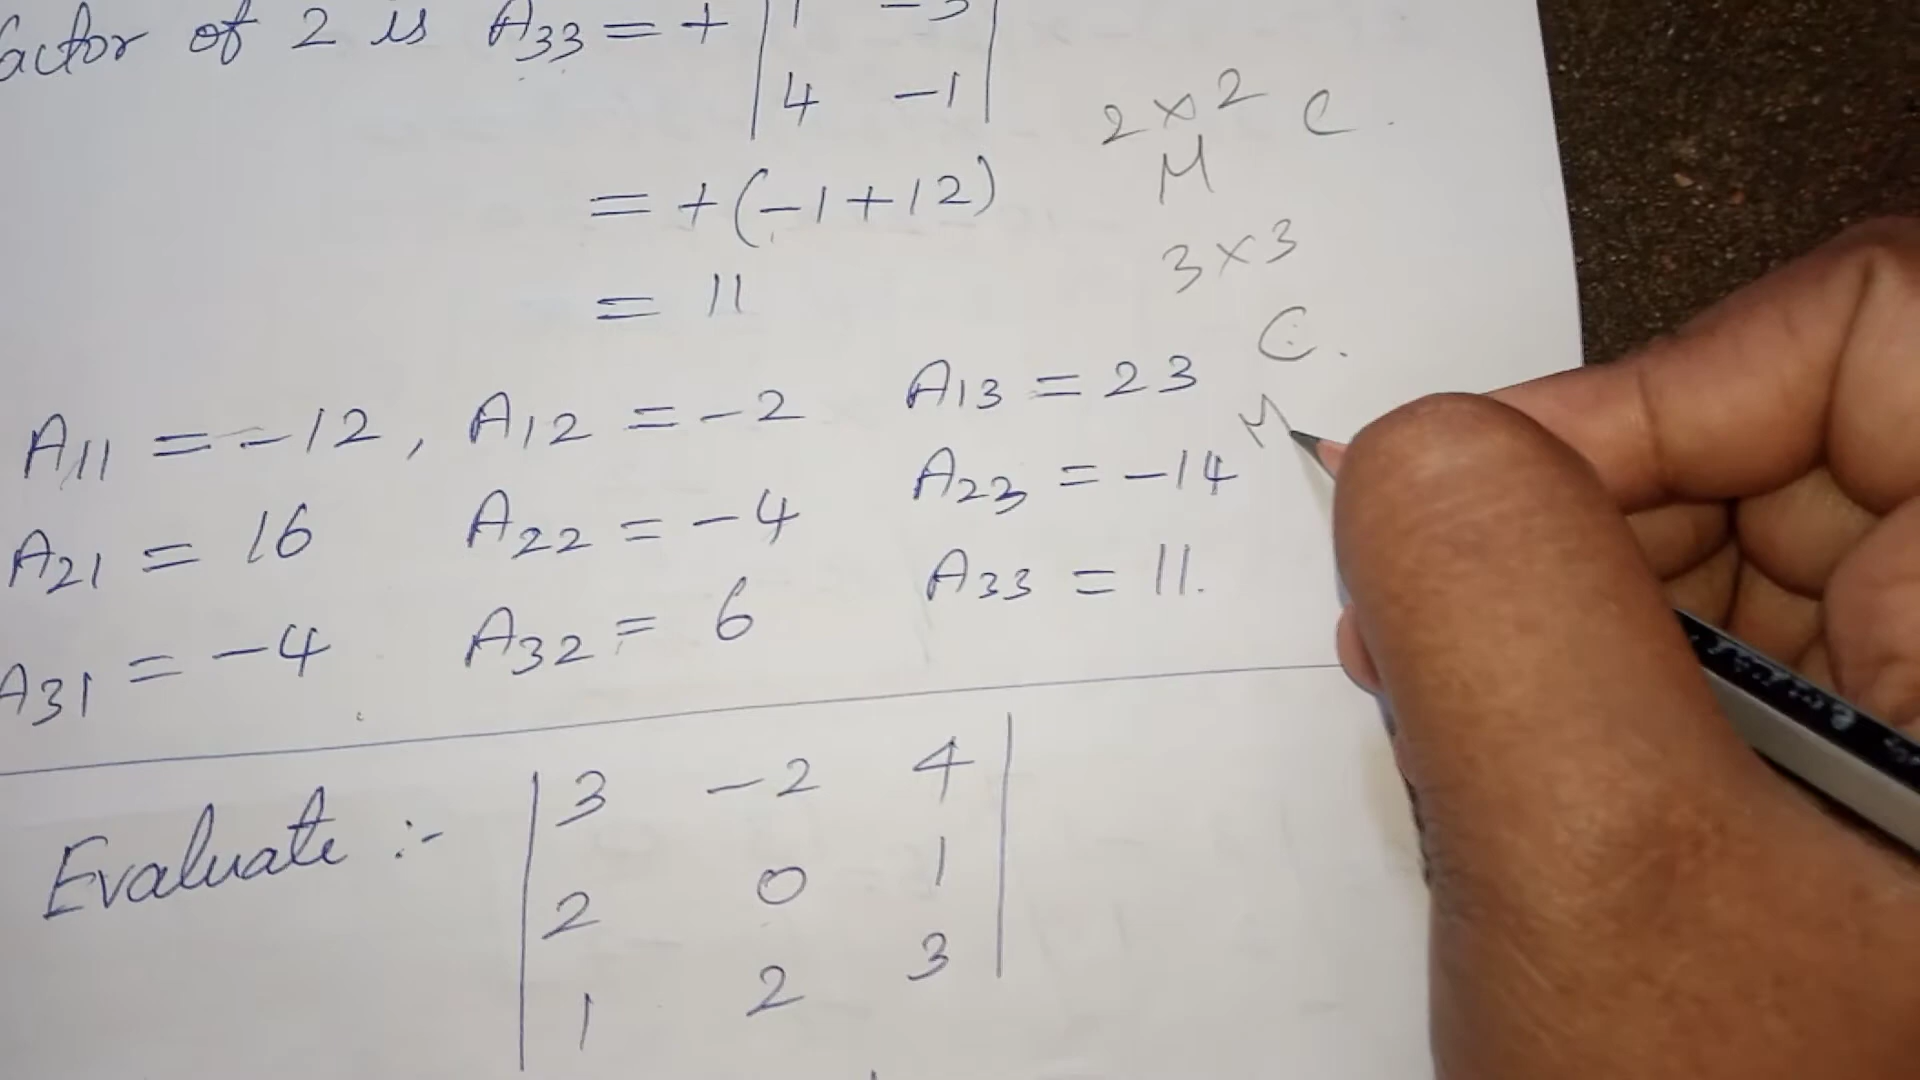 actor of 2 is A33 = + | 1 -3 |
| 4 -1 |
= + (-1+12)
= 11
2×2 C.
M
3×3
C.
M
A11 = -12, A12 = -2 A13 = 23
A21 = 16 A22 = -4 A23 = -14
A31 = -4 A32 = 6 A33 = 11.
Evaluate :- | 3 -2 4 |
| 2 0 1 |
| 1 2 3 |